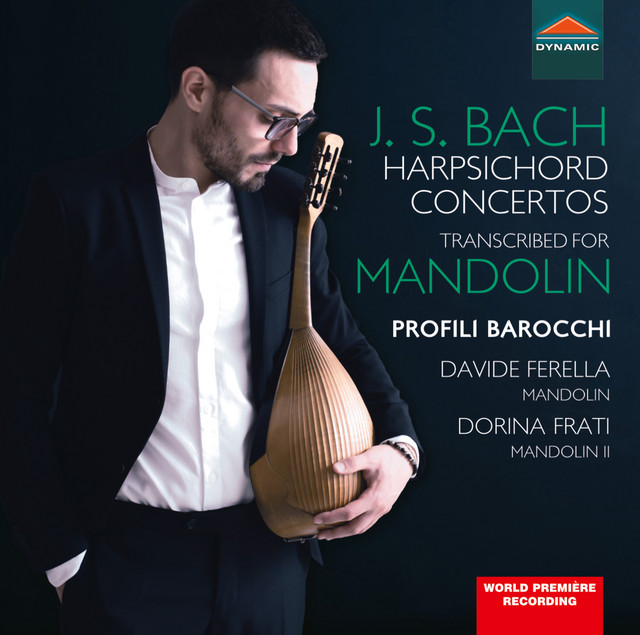 DYNAMIC
J. S. BACH
HARPSICHORD
CONCERTOS
TRANSCRIBED FOR
MANDOLIN
PROFILI BAROCCHI
DAVIDE FERELLA
MANDOLIN
DORINA FRATI
MANDOLIN II
WORLD PREMIÈRE
RECORDING